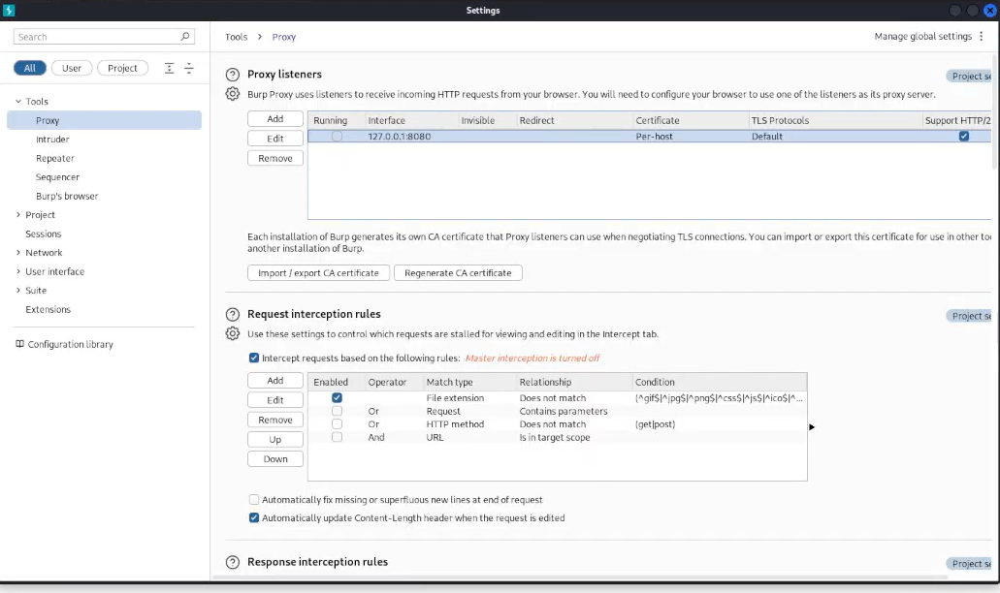 Settings
Search
Tools > Proxy
Manage global settings
All User Project
Tools
Proxy
Intruder
Repeater
Sequencer
Burp's browser
Project
Sessions
Network
User interface
Suite
Extensions
Configuration library
Proxy listeners
Project se
Burp Proxy uses listeners to receive incoming HTTP requests from your browser. You will need to configure your browser to use one of the listeners as its proxy server.
Add
Edit
Remove
Running Interface Invisible Redirect Certificate TLS Protocols Support HTTP/2
127.0.0.1:8080 Per-host Default
Each installation of Burp generates its own CA certificate that Proxy listeners can use when negotiating TLS connections. You can import or export this certificate for use in other too
another installation of Burp.
Import / export CA certificate Regenerate CA certificate
Request interception rules
Project se
Use these settings to control which requests are stalled for viewing and editing in the Intercept tab.
Intercept requests based on the following rules: Master interception is turned off
Add
Edit
Remove
Up
Down
Enabled Operator Match type Relationship Condition
File extension Does not match (^gif$|^jpg$|^png$|^css$|^js$|^ico$|^...
Or Request Contains parameters
Or HTTP method Does not match (get|post)
And URL Is in target scope
Automatically fix missing or superfluous new lines at end of request
Automatically update Content-Length header when the request is edited
Response interception rules
Project se